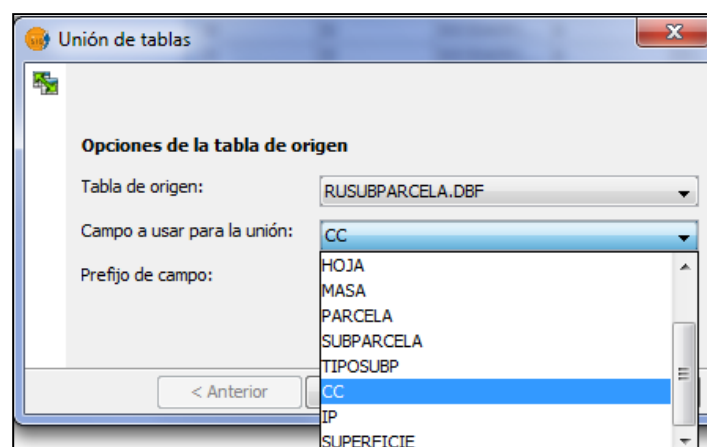 Unión de tablas
Opciones de la tabla de origen
Tabla de origen: RUSUBPARCELA.DBF
Campo a usar para la unión: CC
Prefijo de campo:
HOJA
MASA
PARCELA
SUBPARCELA
TIPOSUBP
CC
IP
SUPERFICIE
< Anterior